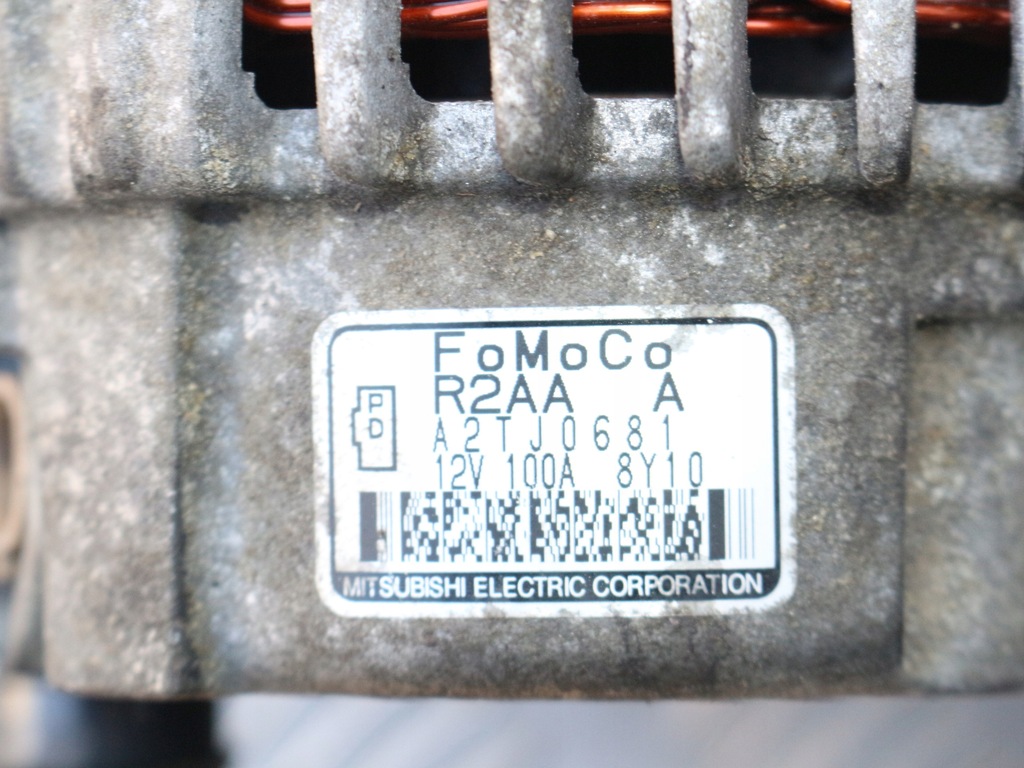 FoMoCo
R2AA A
P
D
A2TJ0681
12V 100A 8Y10
MITSUBISHI ELECTRIC CORPORATION